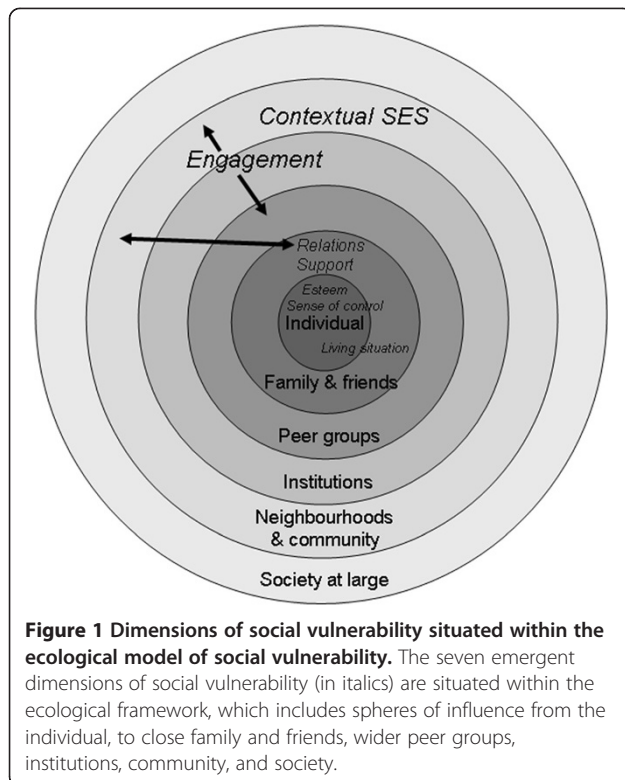 Contextual SES
Engagement
Relations
Support
Esteem
Sense of control
Individual
Living situation
Family & friends
Peer groups
Institutions
Neighbourhoods
& community
Society at large
Figure 1 Dimensions of social vulnerability situated within the
ecological model of social vulnerability. The seven emergent
dimensions of social vulnerability (in italics) are situated within the
ecological framework, which includes spheres of influence from the
individual, to close family and friends, wider peer groups,
institutions, community, and society.